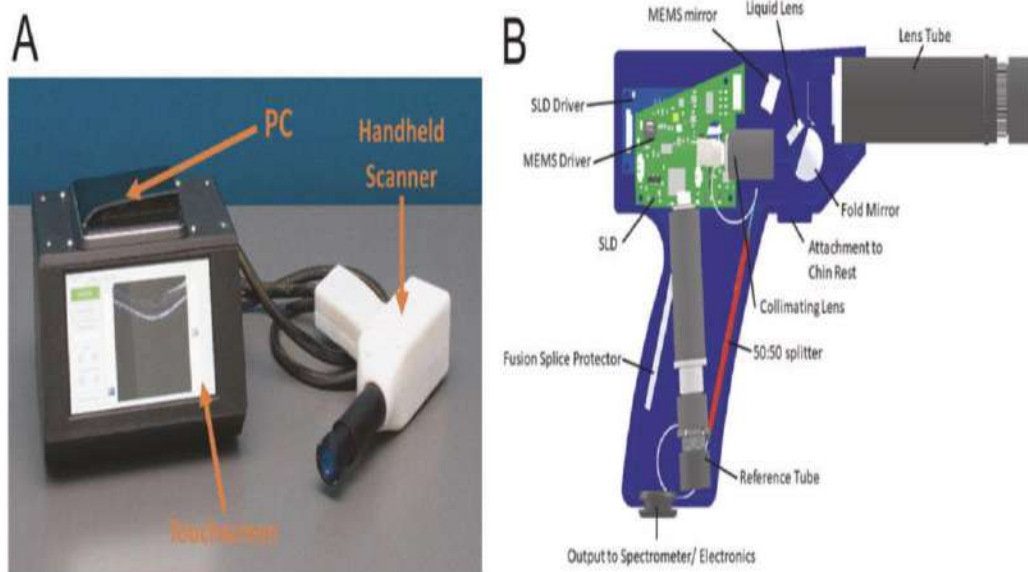 A
PC
Handheld
Scanner
Touchscreen
B
MEMS mirror
Liquid Lens
Lens Tube
SLD Driver
MEMS Driver
SLD
Fold Mirror
Attachment to
Chin Rest
Collimating Lens
50:50 splitter
Fusion Splice Protector
Reference Tube
Output to Spectrometer/ Electronics